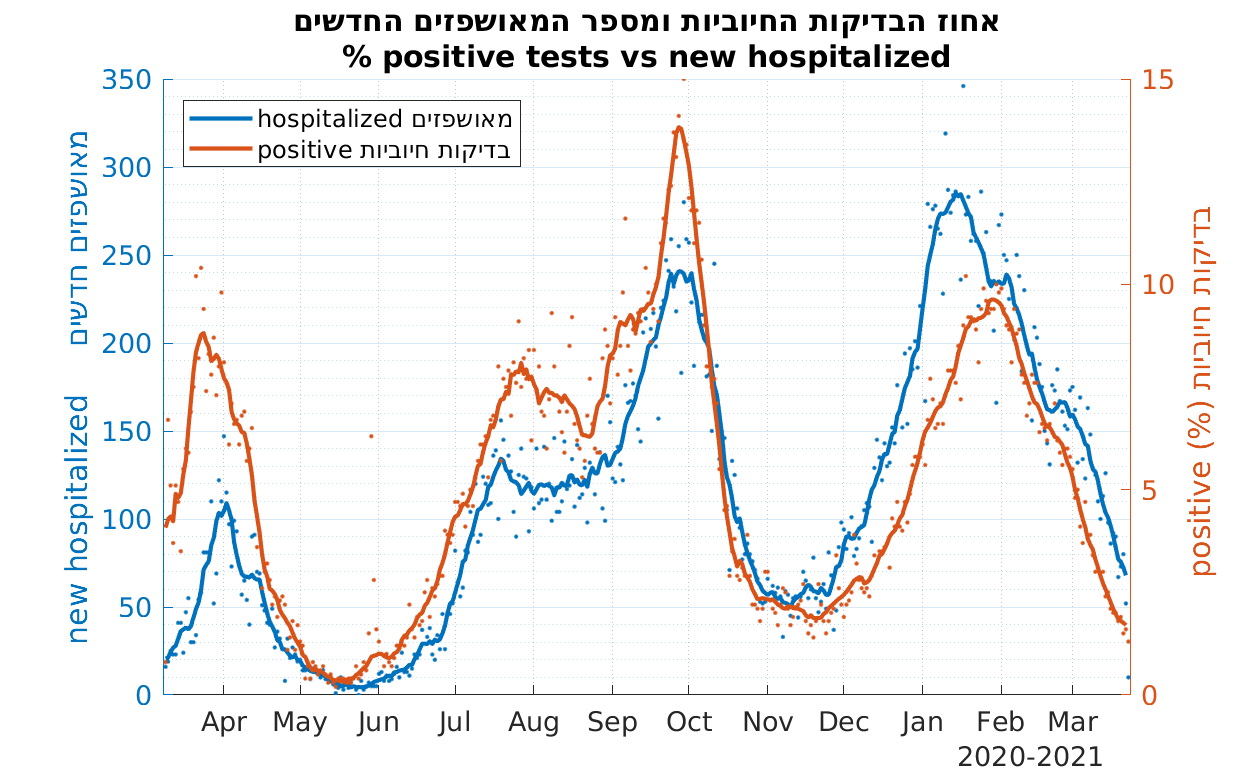 אחוז הבדיקות החיוביות ומספר המאושפזים החדשים
% positive tests vs new hospitalized
מאושפזים hospitalized
בדיקות חיוביות positive
350
300
250
200
150
100
50
0
new hospitalized מאושפזים חדשים
15
10
5
0
positive (%) בדיקות חיוביות
Apr May Jun Jul Aug Sep Oct Nov Dec Jan Feb Mar
2020-2021